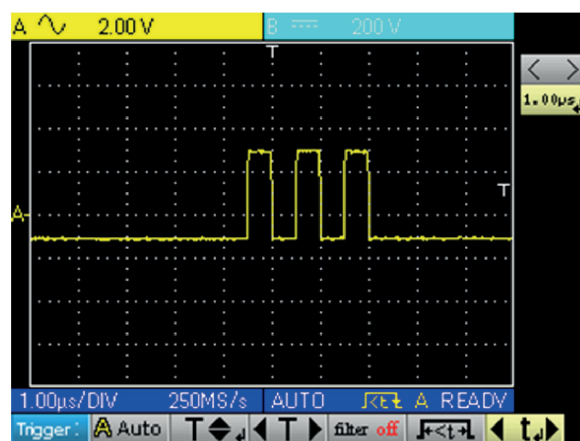 A 2.00 V B 200 V
T
< >
1.00µs
T
A
1.00µs/DIV 250MS/s AUTO <t A READY
Trigger: A Auto T T filter off <t t